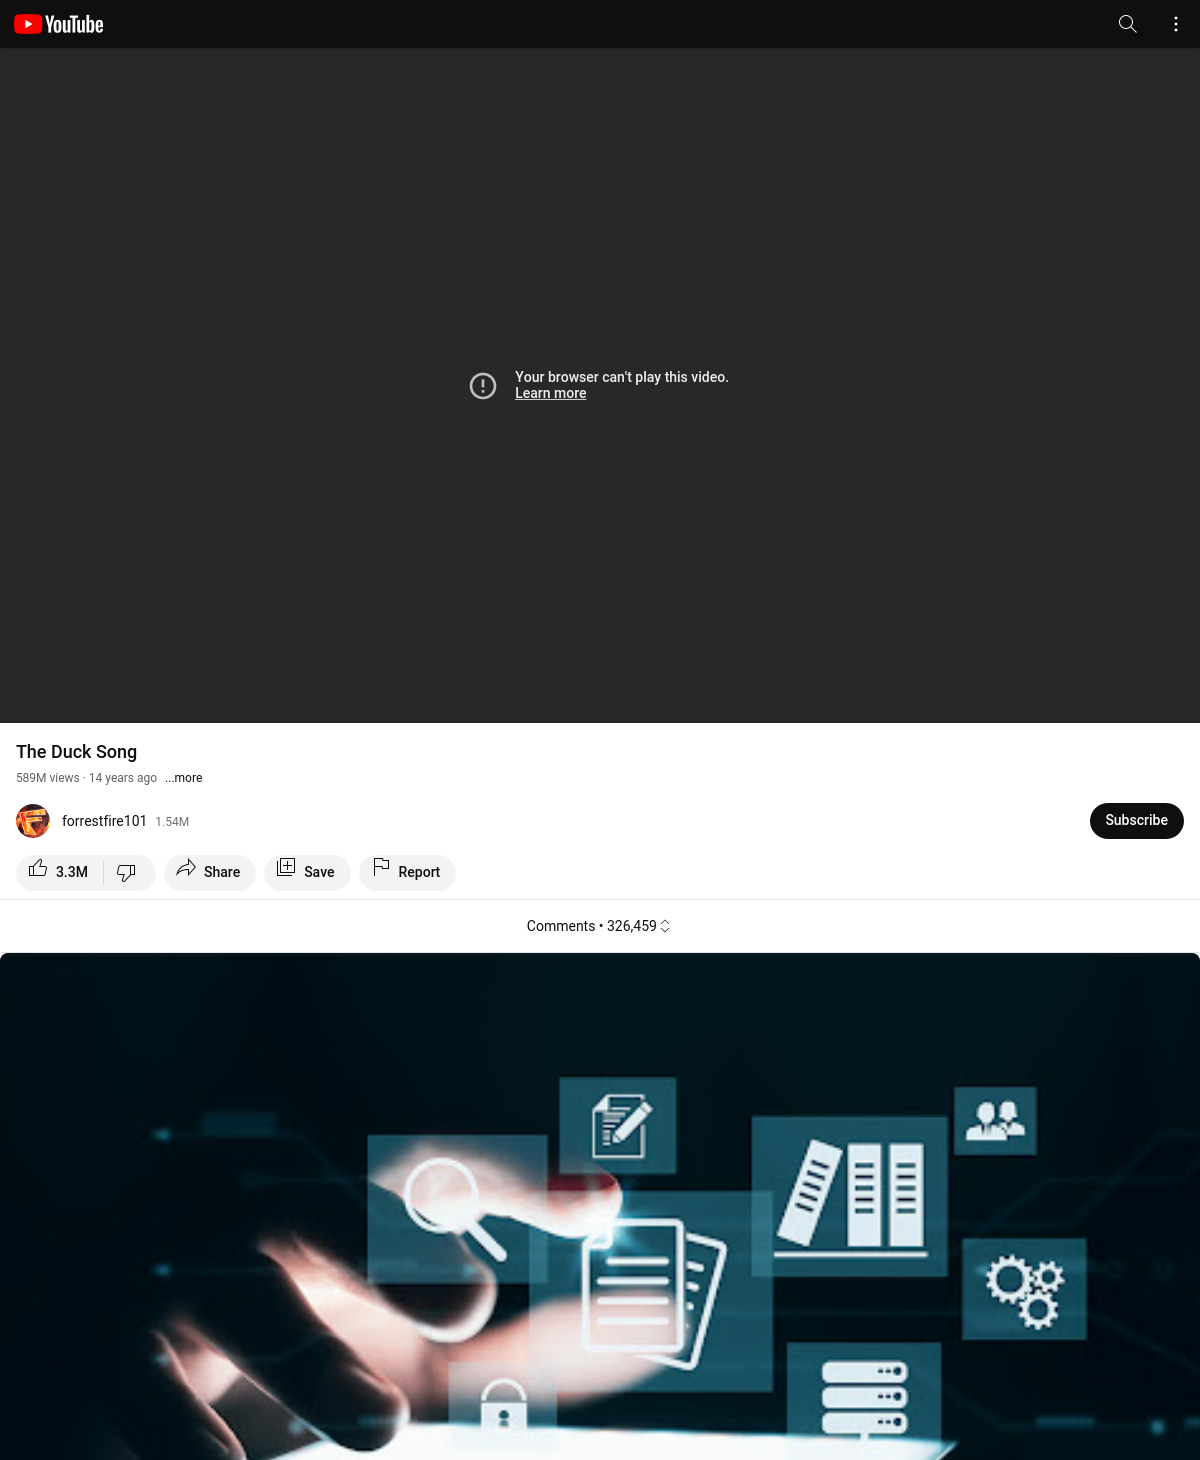 YouTube
Your browser can't play this video.
Learn more
The Duck Song
589M views · 14 years ago ...more
forrestfire101 1.54M
Subscribe
3.3M
Share
Save
Report
Comments • 326,459